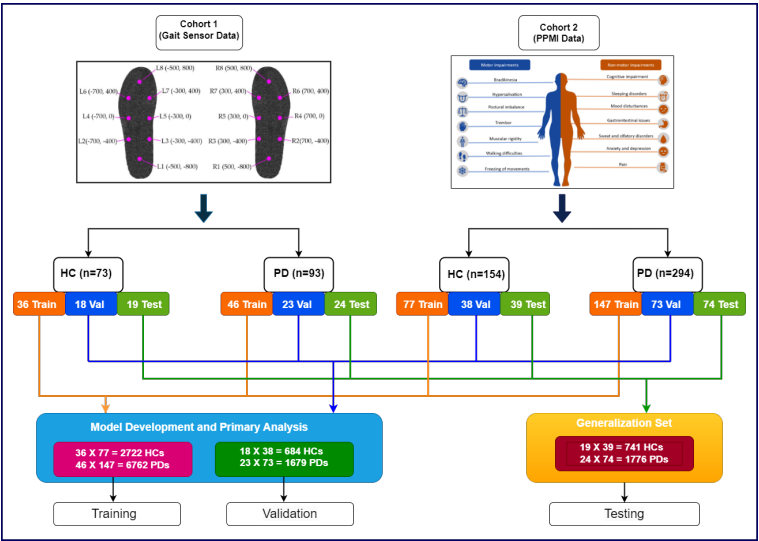 Cohort 1
(Gait Sensor Data)
Cohort 2
(PPMI Data)
L8 (-500, 800)
R8 (500, 800)
L6 (-700, 400)
L7 (-300, 400)
R7 (300, 400)
R6 (700, 400)
L4 (-700, 0)
L5 (-300, 0)
R5 (300, 0)
R4 (700, 0)
L2(-700, -400)
L3 (-300, -400)
R3 (300, -400)
R2(700, -400)
L1 (-500, -800)
R1 (500, -800)
Motor impairments
Non-motor impairments
Bradikinesia
Hypersalivation
Postural imbalance
Tremtor
Muscular rigidity
Walking difficulties
Freezing of movements
Cognitive impairment
Sleeping disorders
Mood disturbances
Gastrointestinal issues
Sweat and olfatory disorders
Anxiety and depression
Pain
HC (n=73)
PD (n=93)
HC (n=154)
PD (n=294)
36 Train
18 Val
19 Test
46 Train
23 Val
24 Test
77 Train
38 Val
39 Test
147 Train
73 Val
74 Test
Model Development and Primary Analysis
36 X 77 = 2722 HCs
46 X 147 = 6762 PDs
18 X 38 = 684 HCs
23 X 73 = 1679 PDs
Generalization Set
19 X 39 = 741 HCs
24 X 74 = 1776 PDs
Training
Validation
Testing